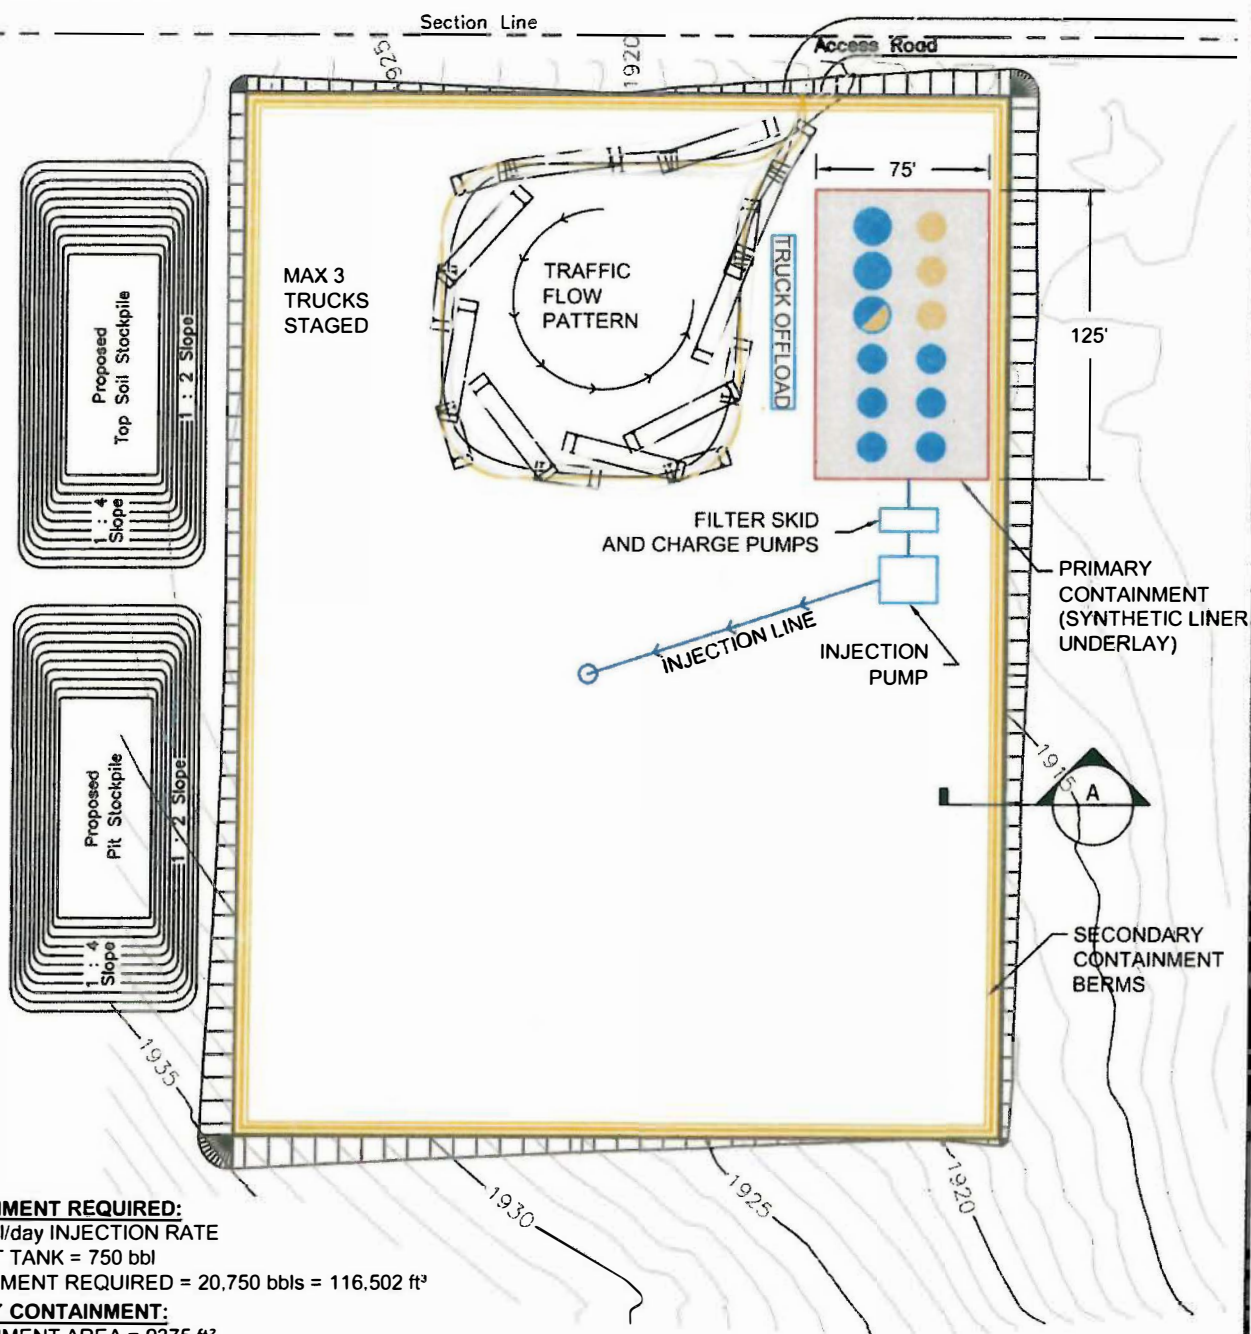 Section Line
Access Road
1925
1920
75'
MAX 3
TRUCKS
STAGED
TRAFFIC
FLOW
PATTERN
TRUCK OFFLOAD
125'
Proposed
Top Soil Stockpile
1 : 2 Slope
1 : 4
Slope
FILTER SKID
AND CHARGE PUMPS
PRIMARY
CONTAINMENT
(SYNTHETIC LINER
UNDERLAY)
INJECTION LINE
INJECTION
PUMP
Proposed
Pit Stockpile
1 : 2 Slope
1 : 4
Slope
1915
A
SECONDARY
CONTAINMENT
BERMS
1935
1930
1925
1920
NMENT REQUIRED:
l/day INJECTION RATE
T TANK = 750 bbl
MENT REQUIRED = 20,750 bbls = 116,502 ft³
Y CONTAINMENT: